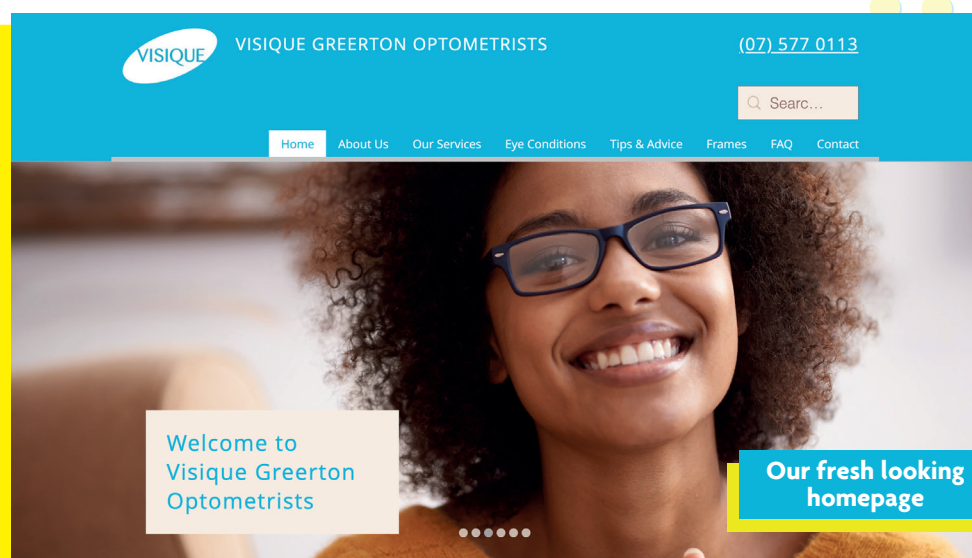 VISIQUE
VISIQUE GREERTON OPTOMETRISTS
(07) 577 0113
Searc...
Home About Us Our Services Eye Conditions Tips & Advice Frames FAQ Contact
Welcome to
Visique Greerton
Optometrists
Our fresh looking
homepage